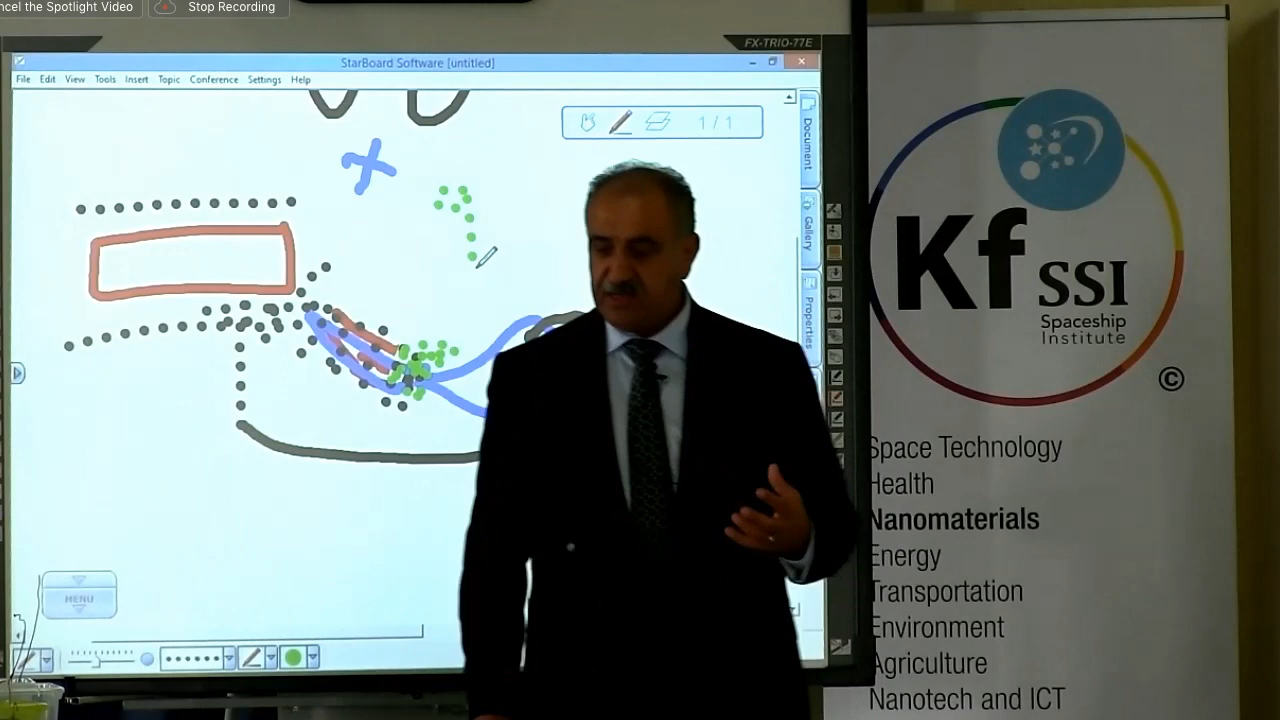 ncel the Spotlight Video
Stop Recording
FX-TRIO-77E
StarBoard Software [untitled]
File Edit View Tools Insert Topic Conference Settings Help
1 / 1
Document
Gallery
Properties
MENU
Kf SSI
Spaceship
Institute
©
Space Technology
Health
Nanomaterials
Energy
Transportation
Environment
Agriculture
Nanotech and ICT